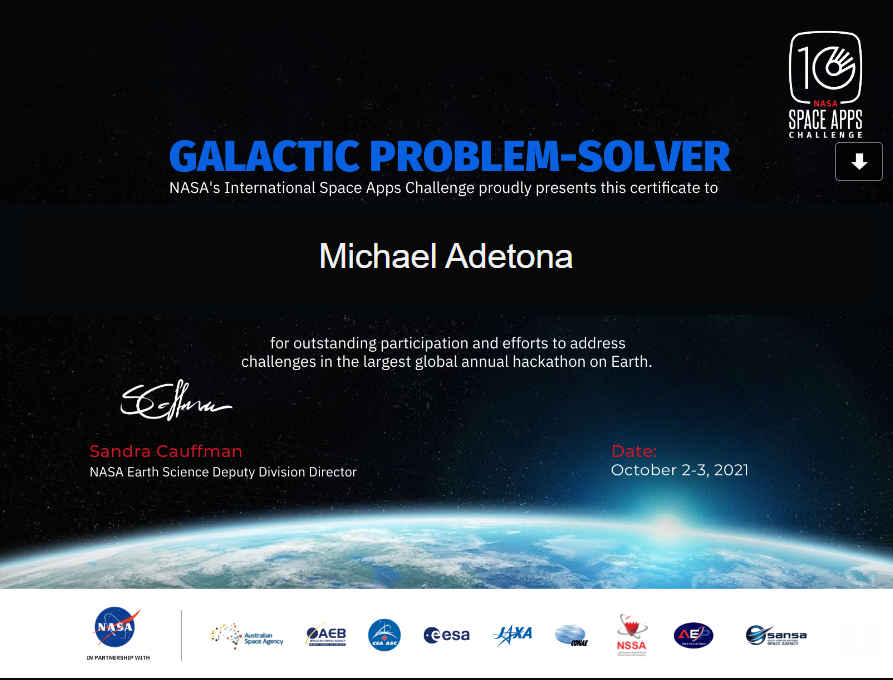 10
NASA
SPACE APPS
CHALLENGE
GALACTIC PROBLEM-SOLVER
NASA's International Space Apps Challenge proudly presents this certificate to
Michael Adetona
for outstanding participation and efforts to address
challenges in the largest global annual hackathon on Earth.
Sandra Cauffman
NASA Earth Science Deputy Division Director
Date:
October 2-3, 2021
NASA
IN PARTNERSHIP WITH
Australian
Space Agency
AEB
CSA ASC
esa
JAXA
CONAE
NSSA
AE
sansa
SPACE AGENCY